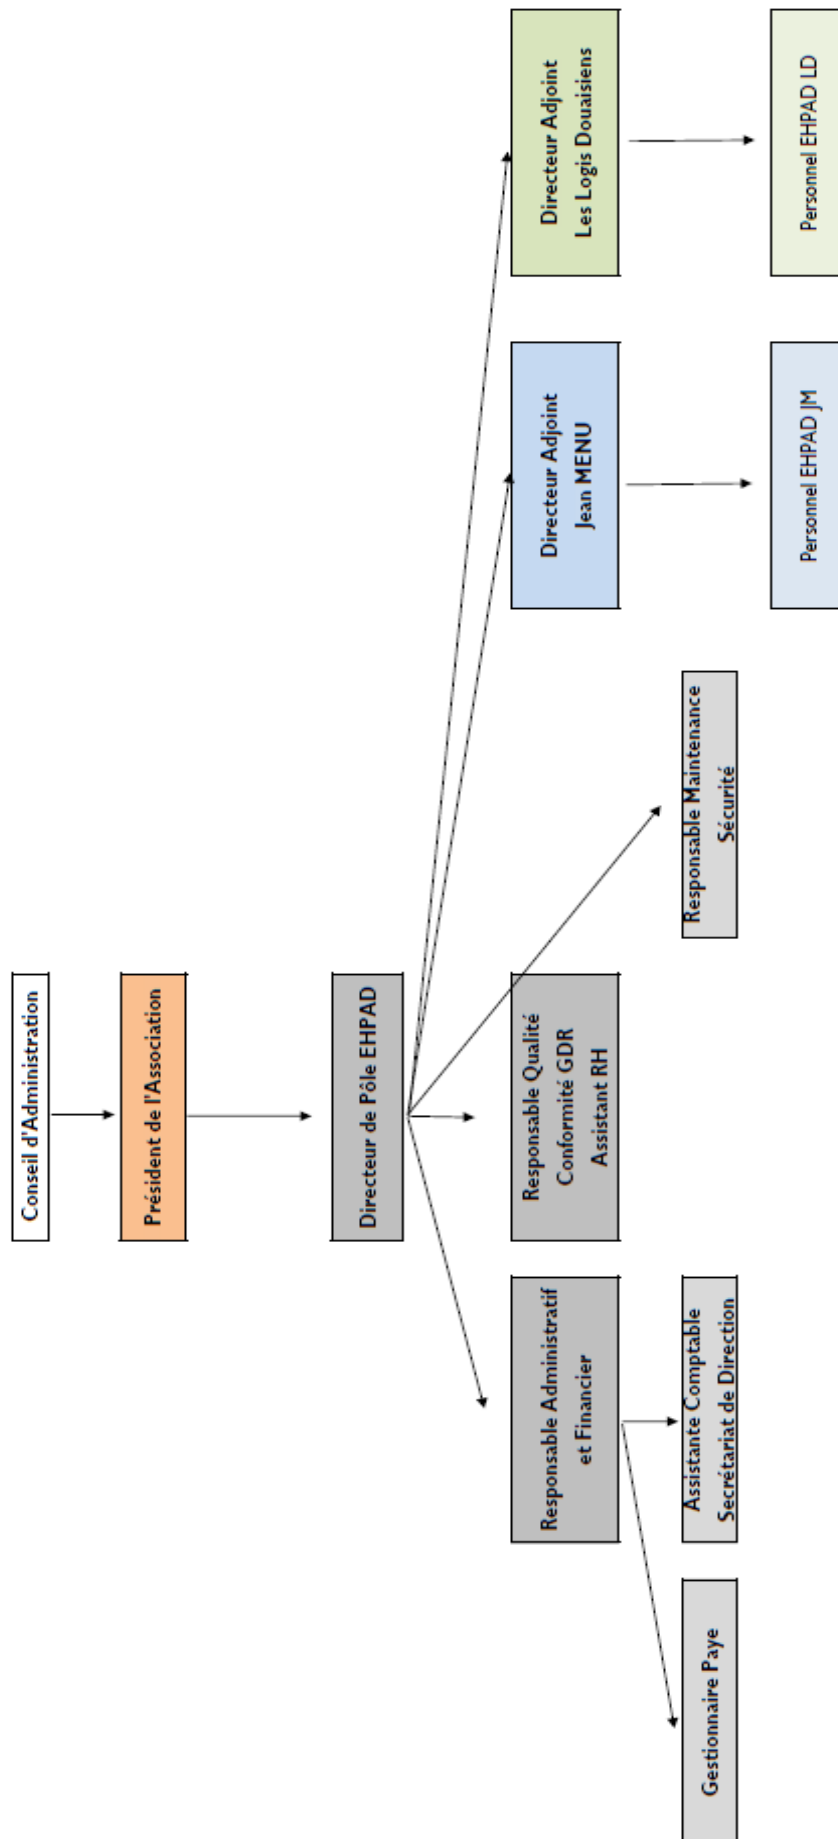 Conseil d'Administration
Président de l'Association
Directeur de Pôle EHPAD
Responsable Administratif
et Financier
Responsable Qualité
Conformité GDR
Assistant RH
Directeur Adjoint
Jean MENU
Directeur Adjoint
Les Logis Douaisiens
Gestionnaire Paye
Assistante Comptable
Secrétariat de Direction
Responsable Maintenance
Sécurité
Personnel EHPAD JM
Personnel EHPAD LD